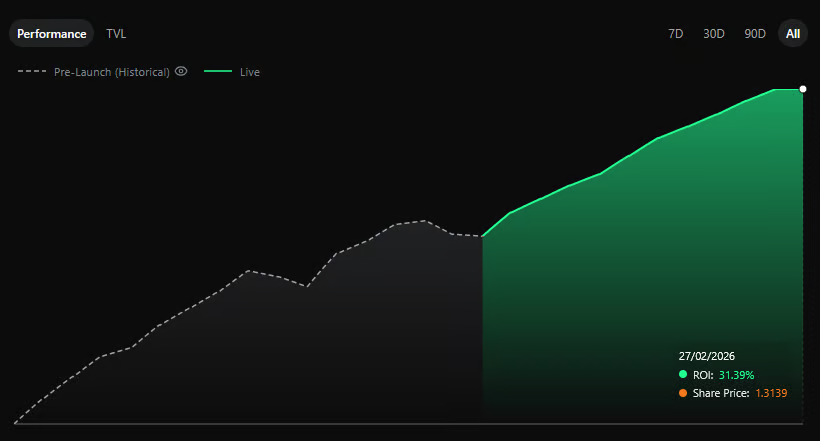 Performance TVL 7D 30D 90D All
Pre-Launch (Historical) Live
27/02/2026
ROI: 31.39%
Share Price: 1.3139